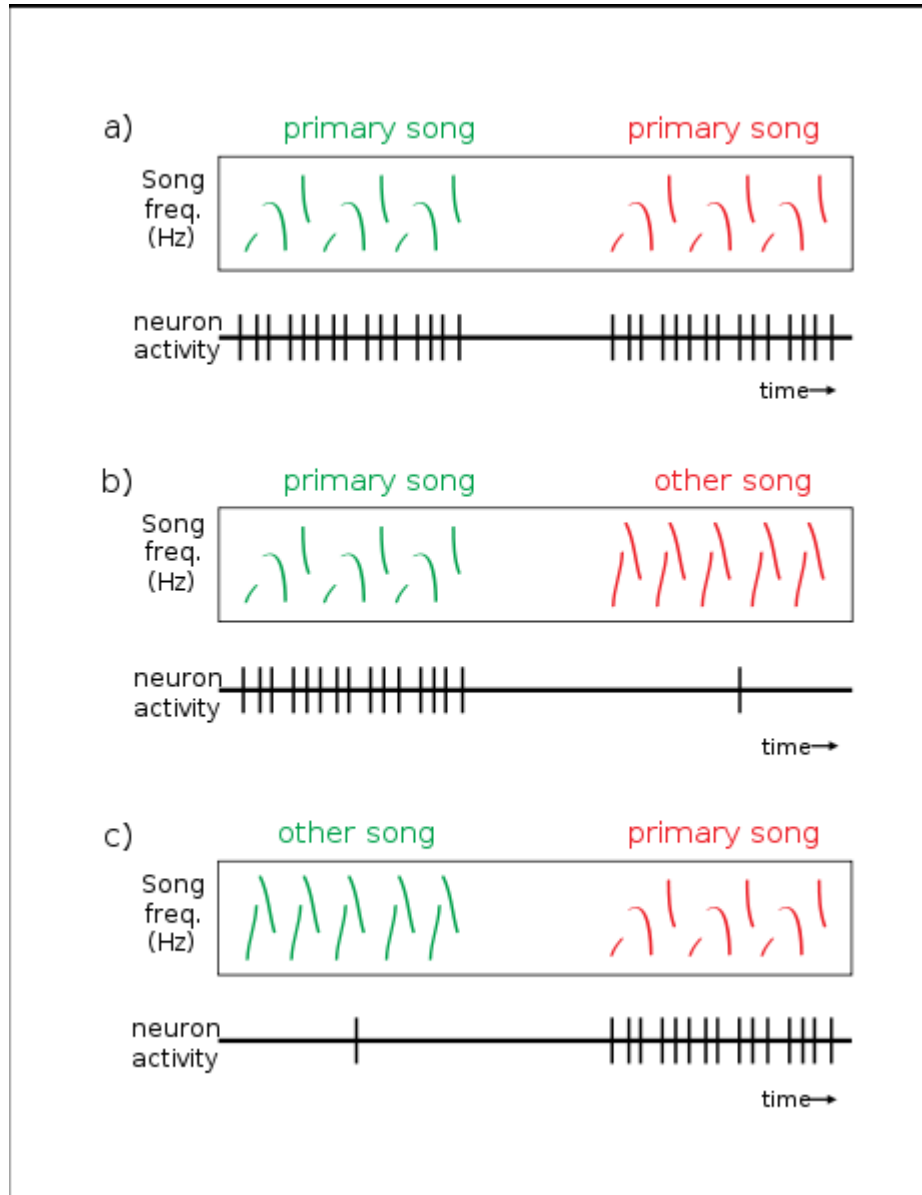 a)
primary song primary song
Song
freq.
(Hz)
neuron
activity
time
b)
primary song other song
Song
freq.
(Hz)
neuron
activity
time
c)
other song primary song
Song
freq.
(Hz)
neuron
activity
time